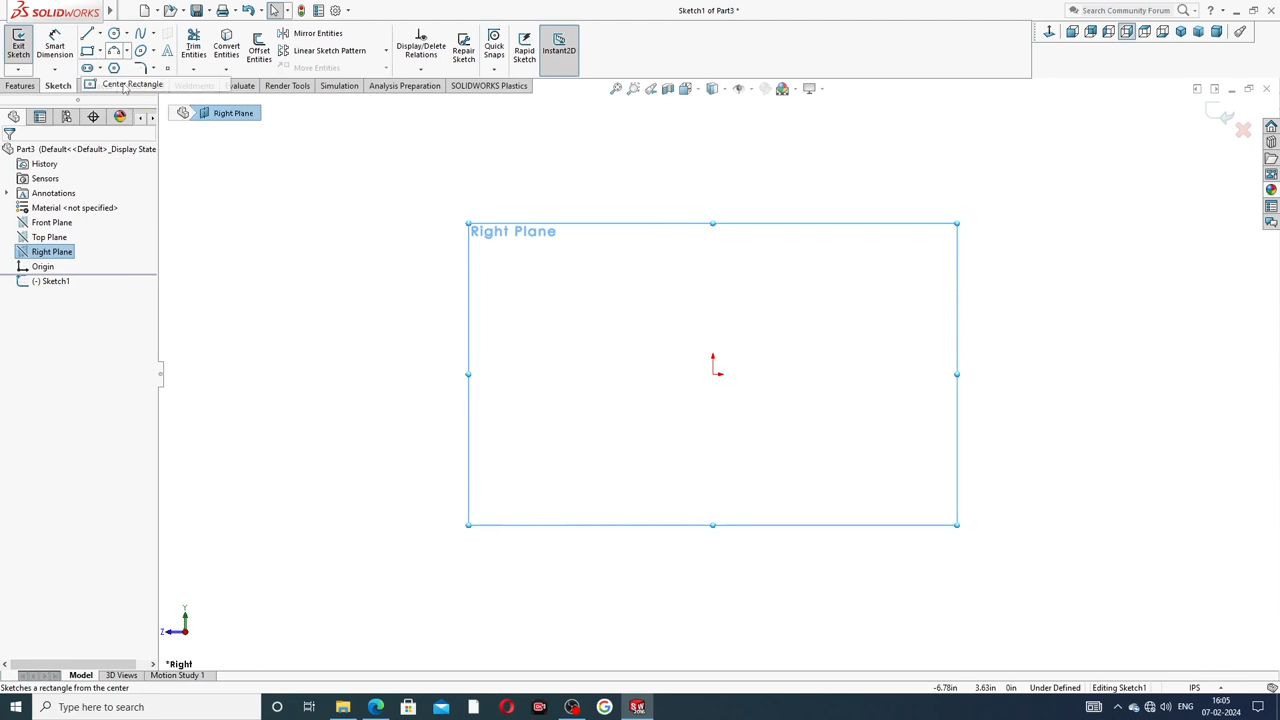 SOLIDWORKS
Sketch1 of Part3 *
Search Community Forum
Exit Sketch
Smart Dimension
Trim Entities
Convert Entities
Offset Entities
Mirror Entities
Linear Sketch Pattern
Move Entities
Display/Delete Relations
Repair Sketch
Quick Snaps
Rapid Sketch
Instant2D
Features
Sketch
Center Rectangle
Weldments
Evaluate
Render Tools
Simulation
Analysis Preparation
SOLIDWORKS Plastics
Right Plane
Part3 (Default<<Default>_Display State
History
Sensors
Annotations
Material <not specified>
Front Plane
Top Plane
Right Plane
Origin
(-) Sketch1
Right Plane
Y
Z
*Right
Model
3D Views
Motion Study 1
Sketches a rectangle from the center
-6.78in
3.63in
0in
Under Defined
Editing Sketch1
IPS
Type here to search
ENG
16:05
07-02-2024